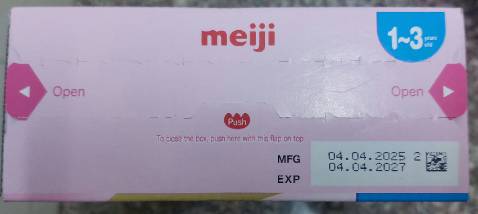 meiji
1~3 years old
Open
Open
Push
To close the box, push here with this flap on top
MFG 04.04.2025 2
EXP 04.04.2027